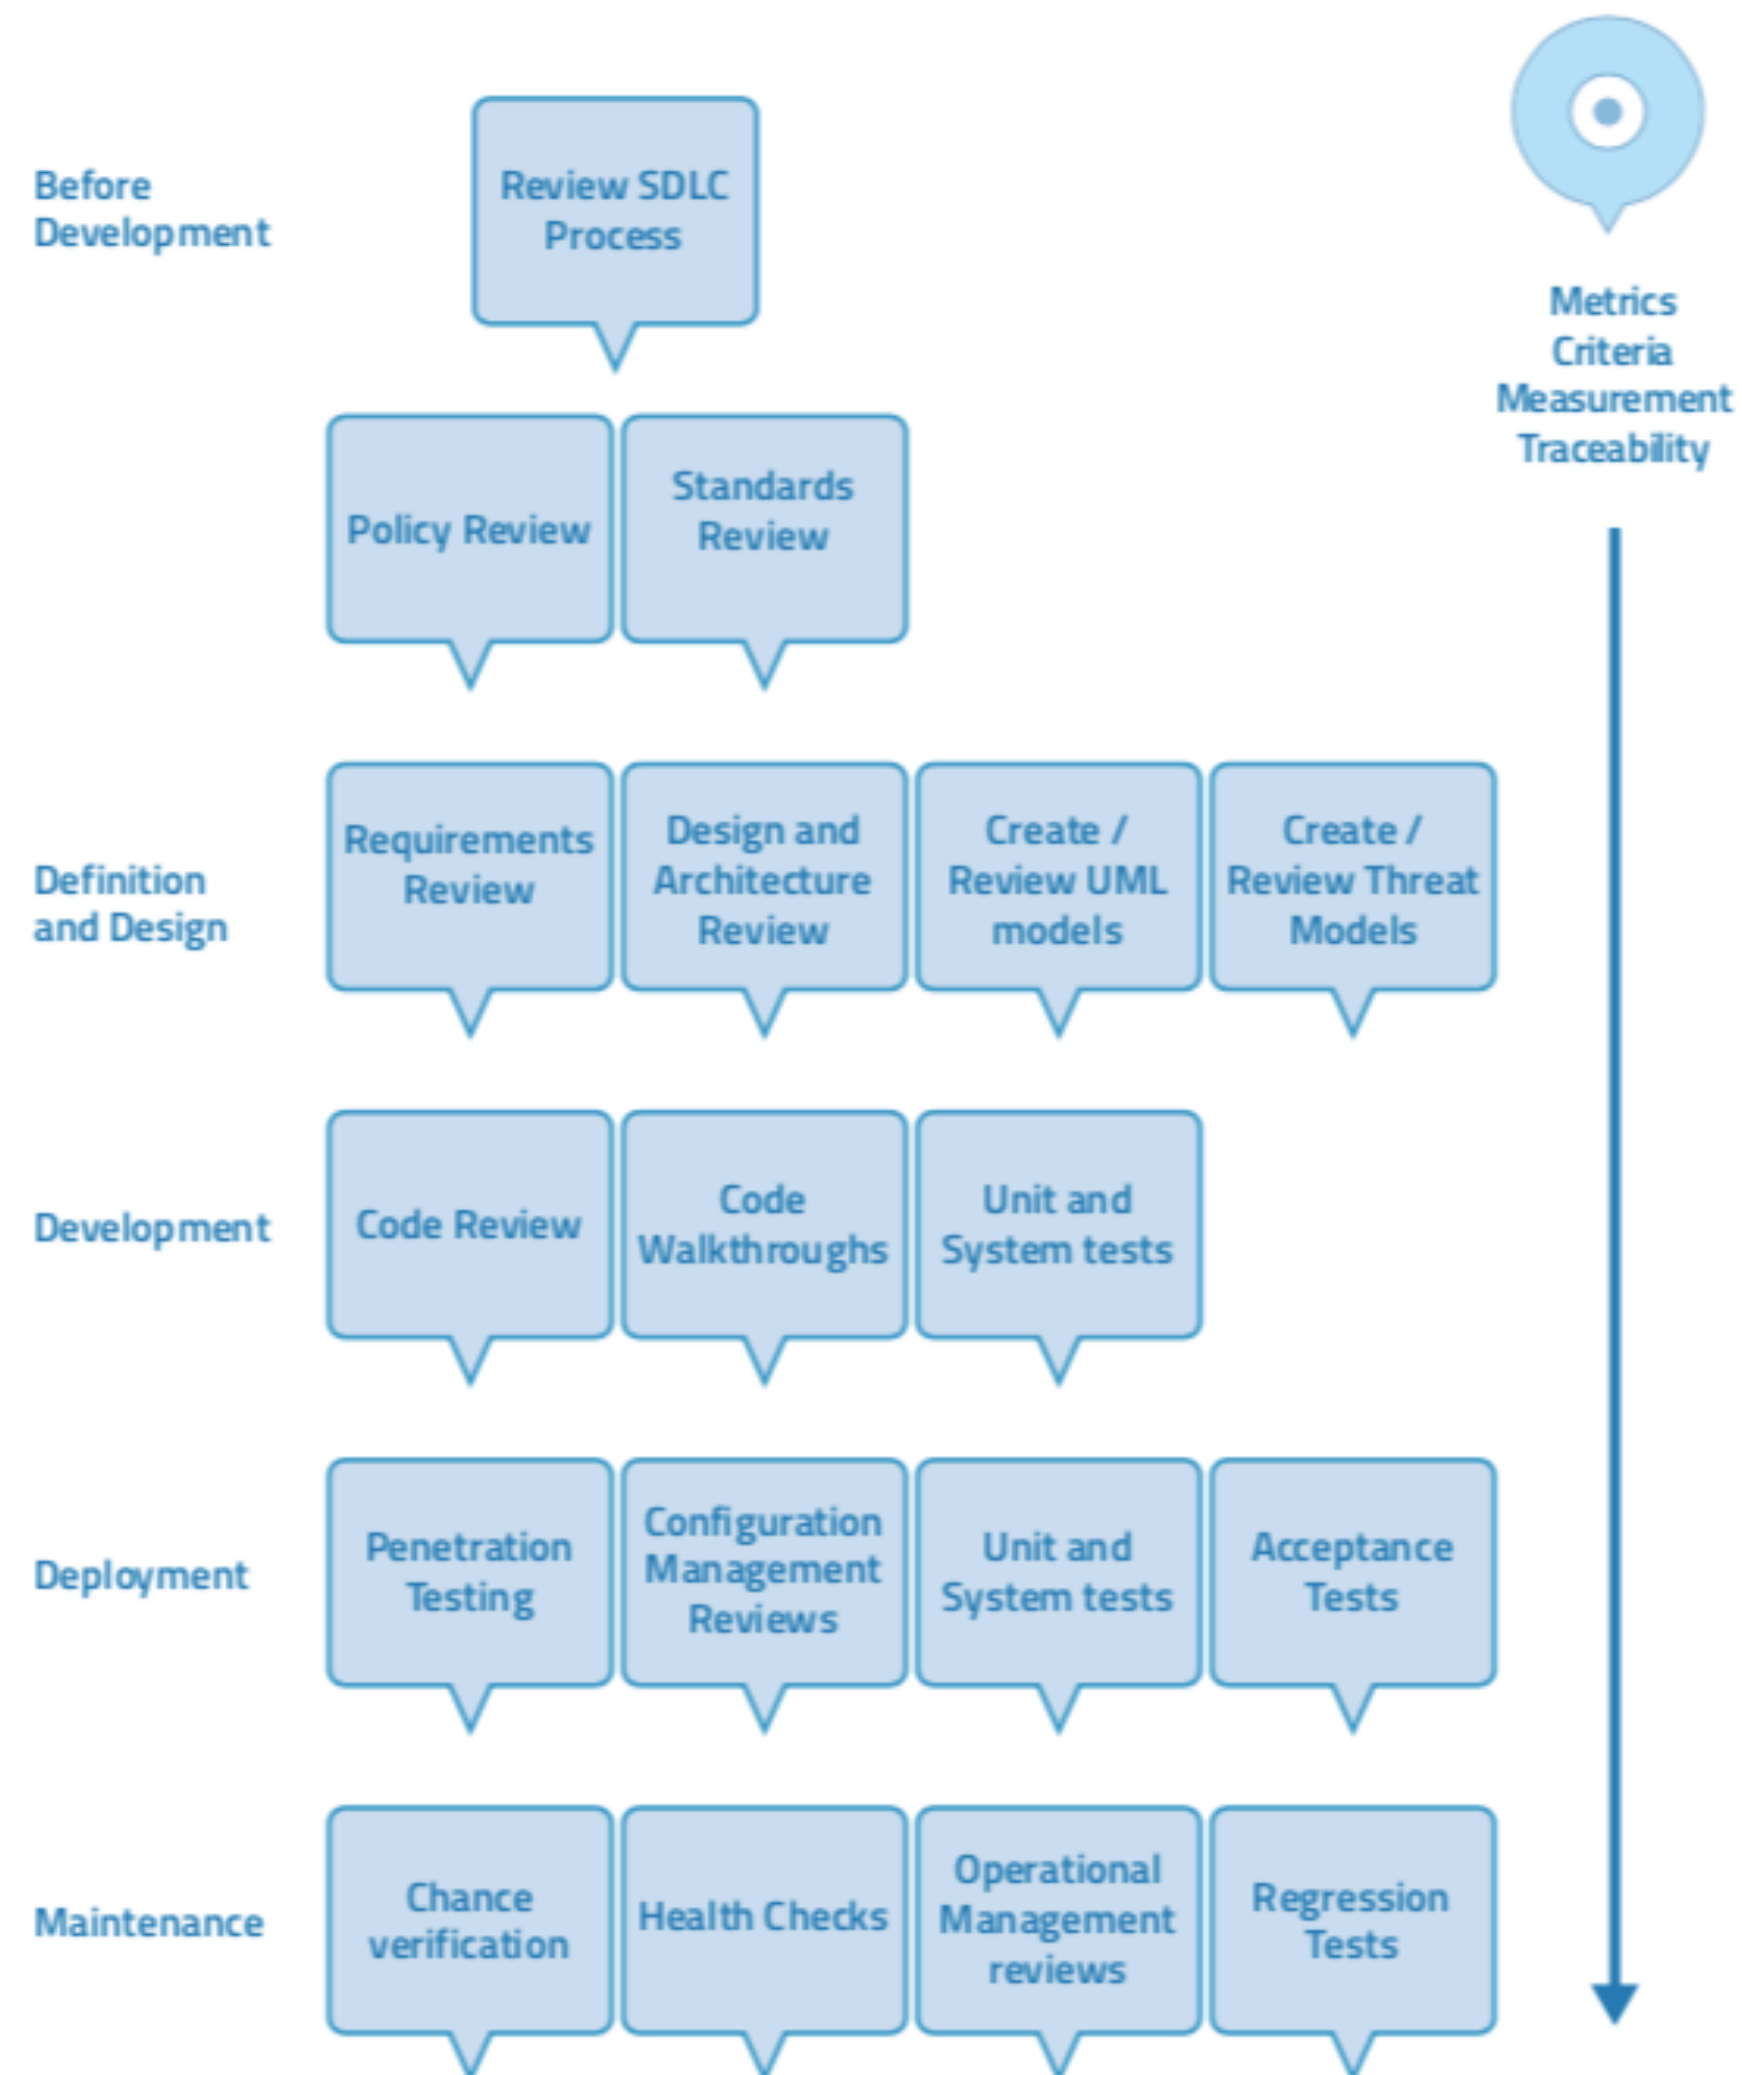 Before
Development
Review SDLC
Process
Metrics
Criteria
Measurement
Traceability
Policy Review
Standards
Review
Definition
and Design
Requirements
Review
Design and
Architecture
Review
Create /
Review UML
models
Create /
Review Threat
Models
Development
Code Review
Code
Walkthroughs
Unit and
System tests
Deployment
Penetration
Testing
Configuration
Management
Reviews
Unit and
System tests
Acceptance
Tests
Maintenance
Chance
verification
Health Checks
Operational
Management
reviews
Regression
Tests